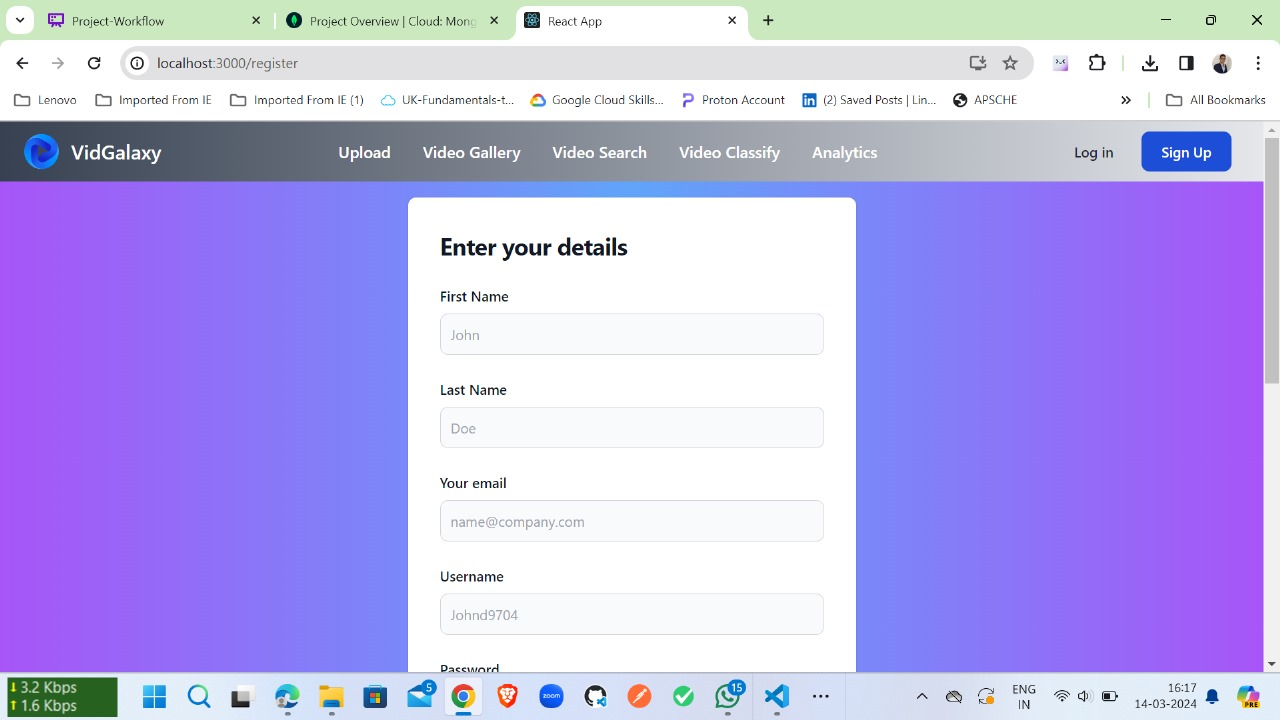 Project-Workflow
Project Overview | Cloud: Mong
React App
localhost:3000/register
Lenovo
Imported From IE
Imported From IE (1)
UK-Fundamentals-t...
Google Cloud Skills...
Proton Account
(2) Saved Posts | Lin...
APSCHE
»
All Bookmarks
VidGalaxy
Upload
Video Gallery
Video Search
Video Classify
Analytics
Log in
Sign Up
Enter your details
First Name
John
Last Name
Doe
Your email
name@company.com
Username
Johnd9704
Password
↓ 3.2 Kbps
↑ 1.6 Kbps
5
zoom
15
ENG
IN
16:17
14-03-2024
PRE